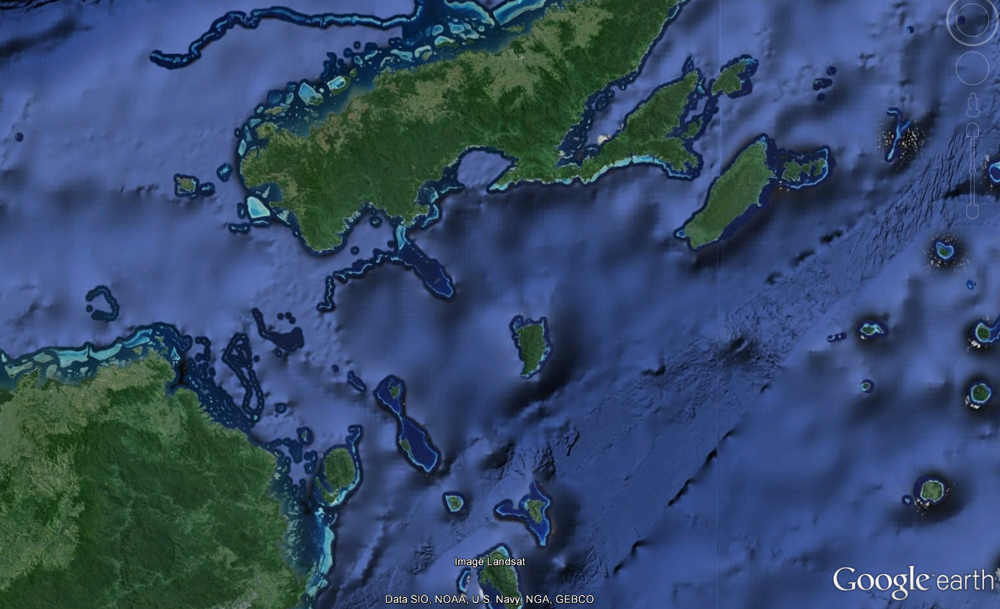 Image Landsat
Google earth
Data SIO, NOAA, U.S. Navy, NGA, GEBCO